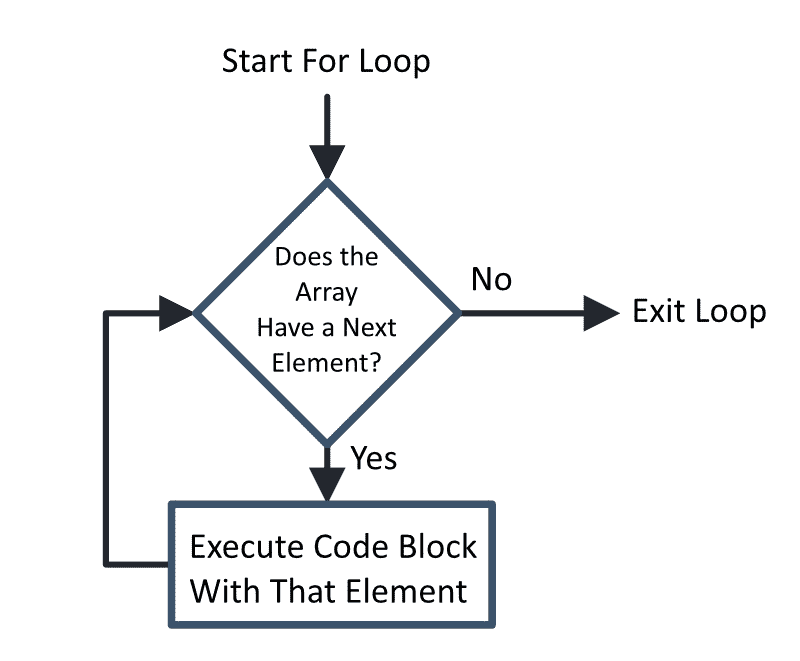 Start For Loop
Does the
Array
Have a Next
Element?
No
Exit Loop
Yes
Execute Code Block
With That Element